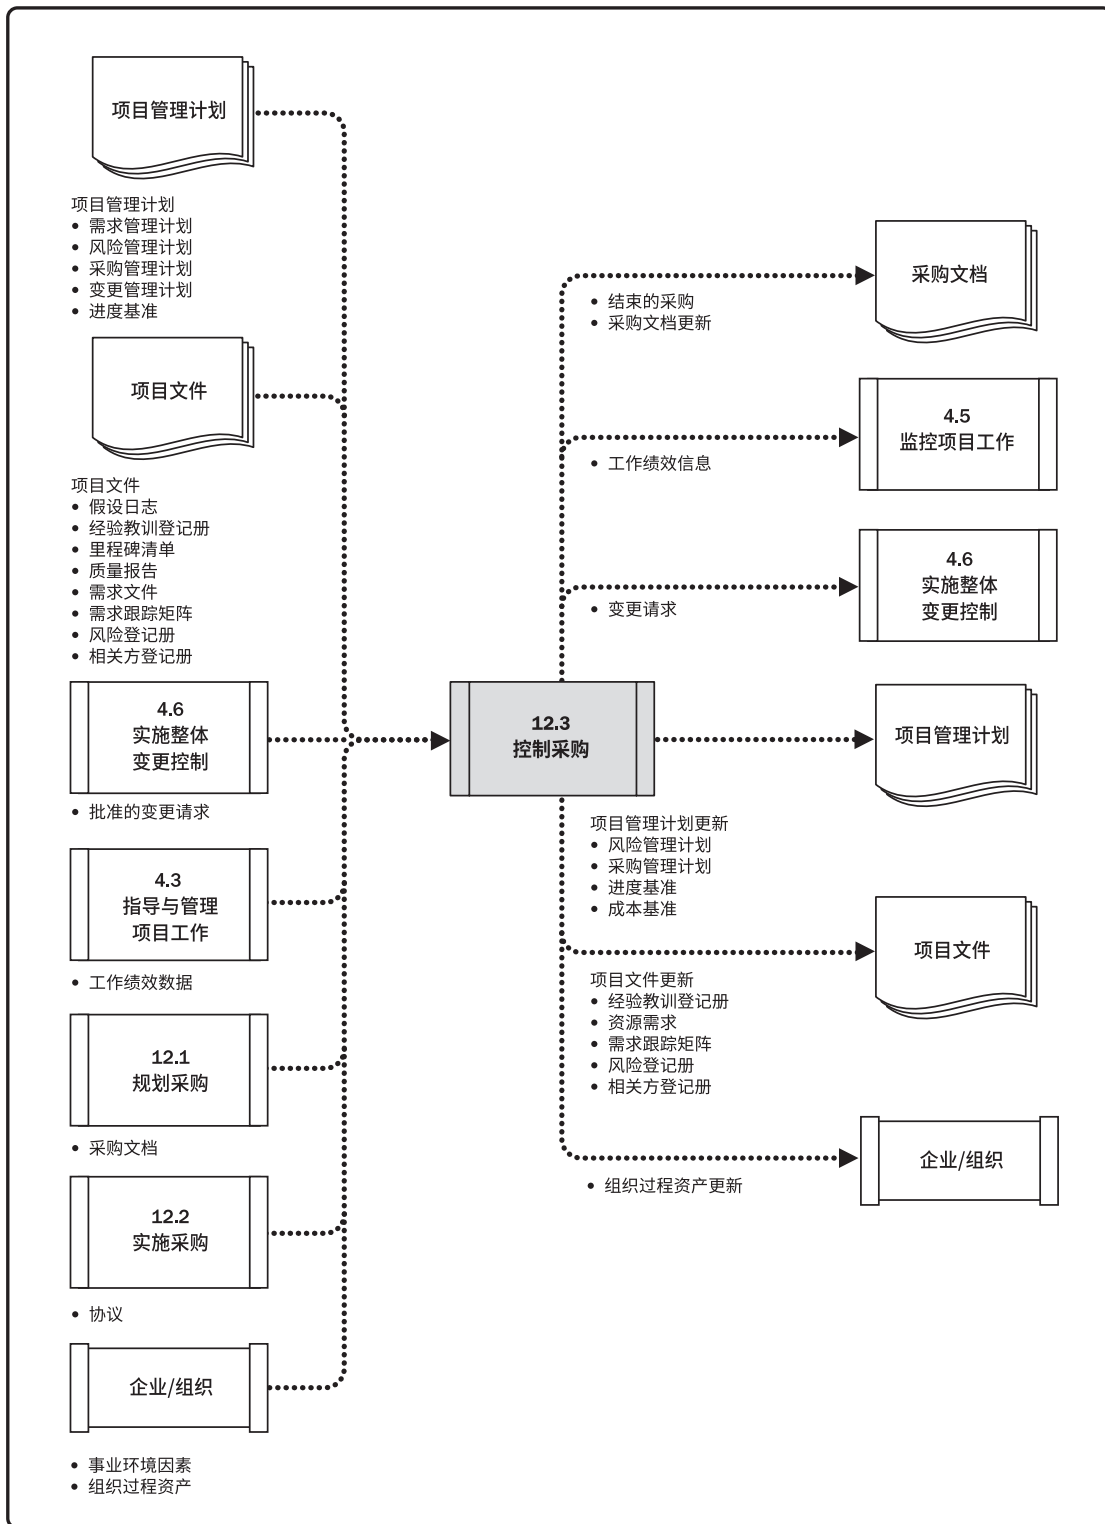 项目管理计划
项目管理计划
• 需求管理计划
• 风险管理计划
• 采购管理计划
• 变更管理计划
• 进度基准
项目文件
项目文件
• 假设日志
• 经验教训登记册
• 里程碑清单
• 质量报告
• 需求文件
• 需求跟踪矩阵
• 风险登记册
• 相关方登记册
4.6
实施整体
变更控制
• 批准的变更请求
4.3
指导与管理
项目工作
• 工作绩效数据
12.1
规划采购
• 采购文档
12.2
实施采购
• 协议
企业/组织
• 事业环境因素
• 组织过程资产
12.3
控制采购
采购文档
• 结束的采购
• 采购文档更新
4.5
监控项目工作
• 工作绩效信息
4.6
实施整体
变更控制
• 变更请求
项目管理计划
项目管理计划更新
• 风险管理计划
• 采购管理计划
• 进度基准
• 成本基准
项目文件
项目文件更新
• 经验教训登记册
• 资源需求
• 需求跟踪矩阵
• 风险登记册
• 相关方登记册
企业/组织
• 组织过程资产更新